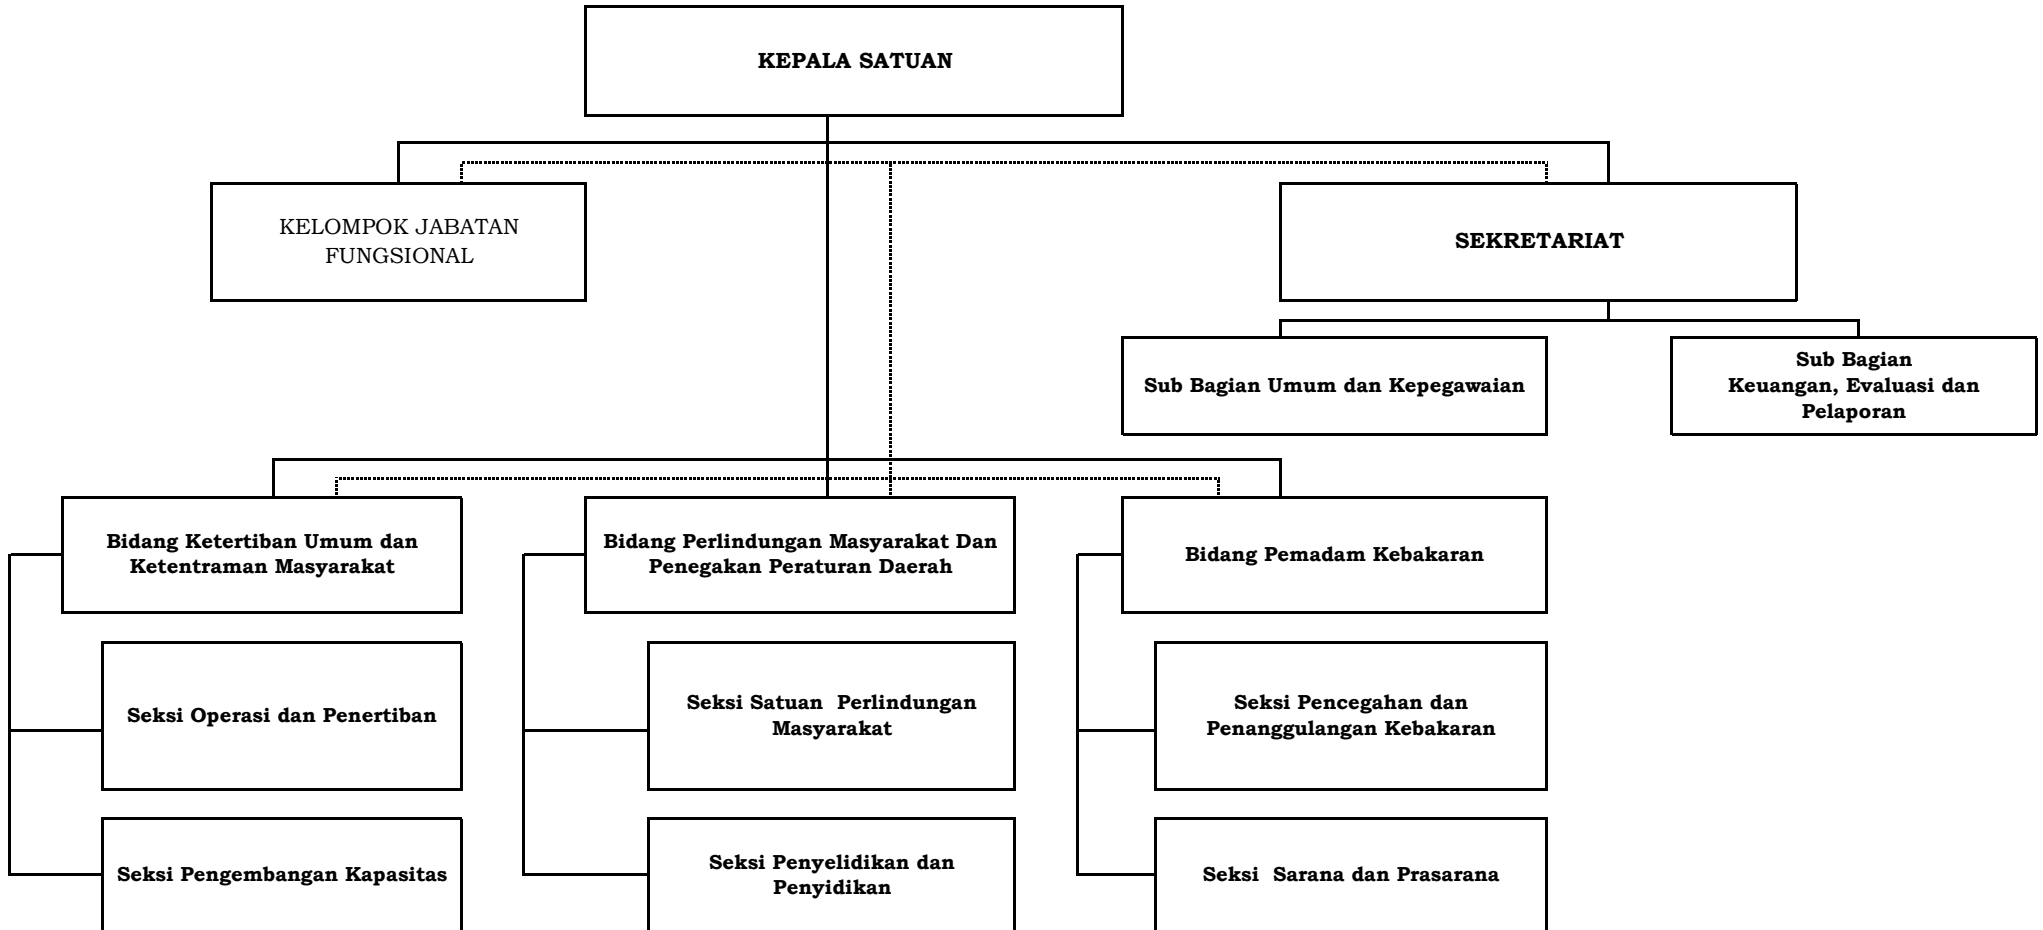 KEPALA SATUAN
KELOMPOK JABATAN
FUNGSIONAL
SEKRETARIAT
Sub Bagian Umum dan Kepegawaian
Sub Bagian
Keuangan, Evaluasi dan
Pelaporan
Bidang Ketertiban Umum dan
Ketentraman Masyarakat
Bidang Perlindungan Masyarakat Dan
Penegakan Peraturan Daerah
Bidang Pemadam Kebakaran
Seksi Operasi dan Penertiban
Seksi Satuan  Perlindungan
Masyarakat
Seksi Pencegahan dan
Penanggulangan Kebakaran
Seksi Pengembangan Kapasitas
Seksi Penyelidikan dan
Penyidikan
Seksi  Sarana dan Prasarana